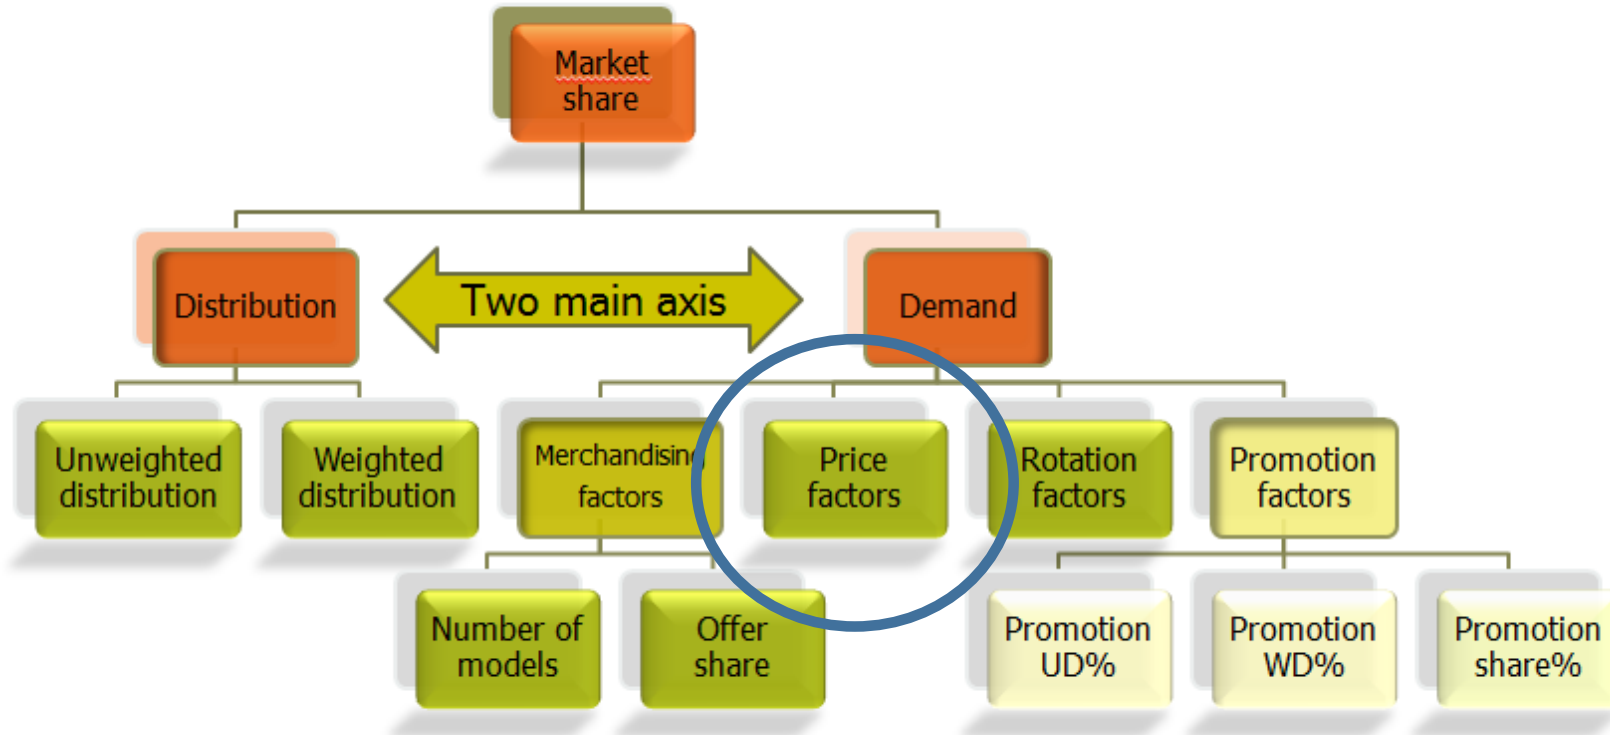 Market
share
Distribution
Two main axis
Demand
Unweighted
distribution
Weighted
distribution
Merchandising
factors
Price
factors
Rotation
factors
Promotion
factors
Number of
models
Offer
share
Promotion
UD%
Promotion
WD%
Promotion
share%